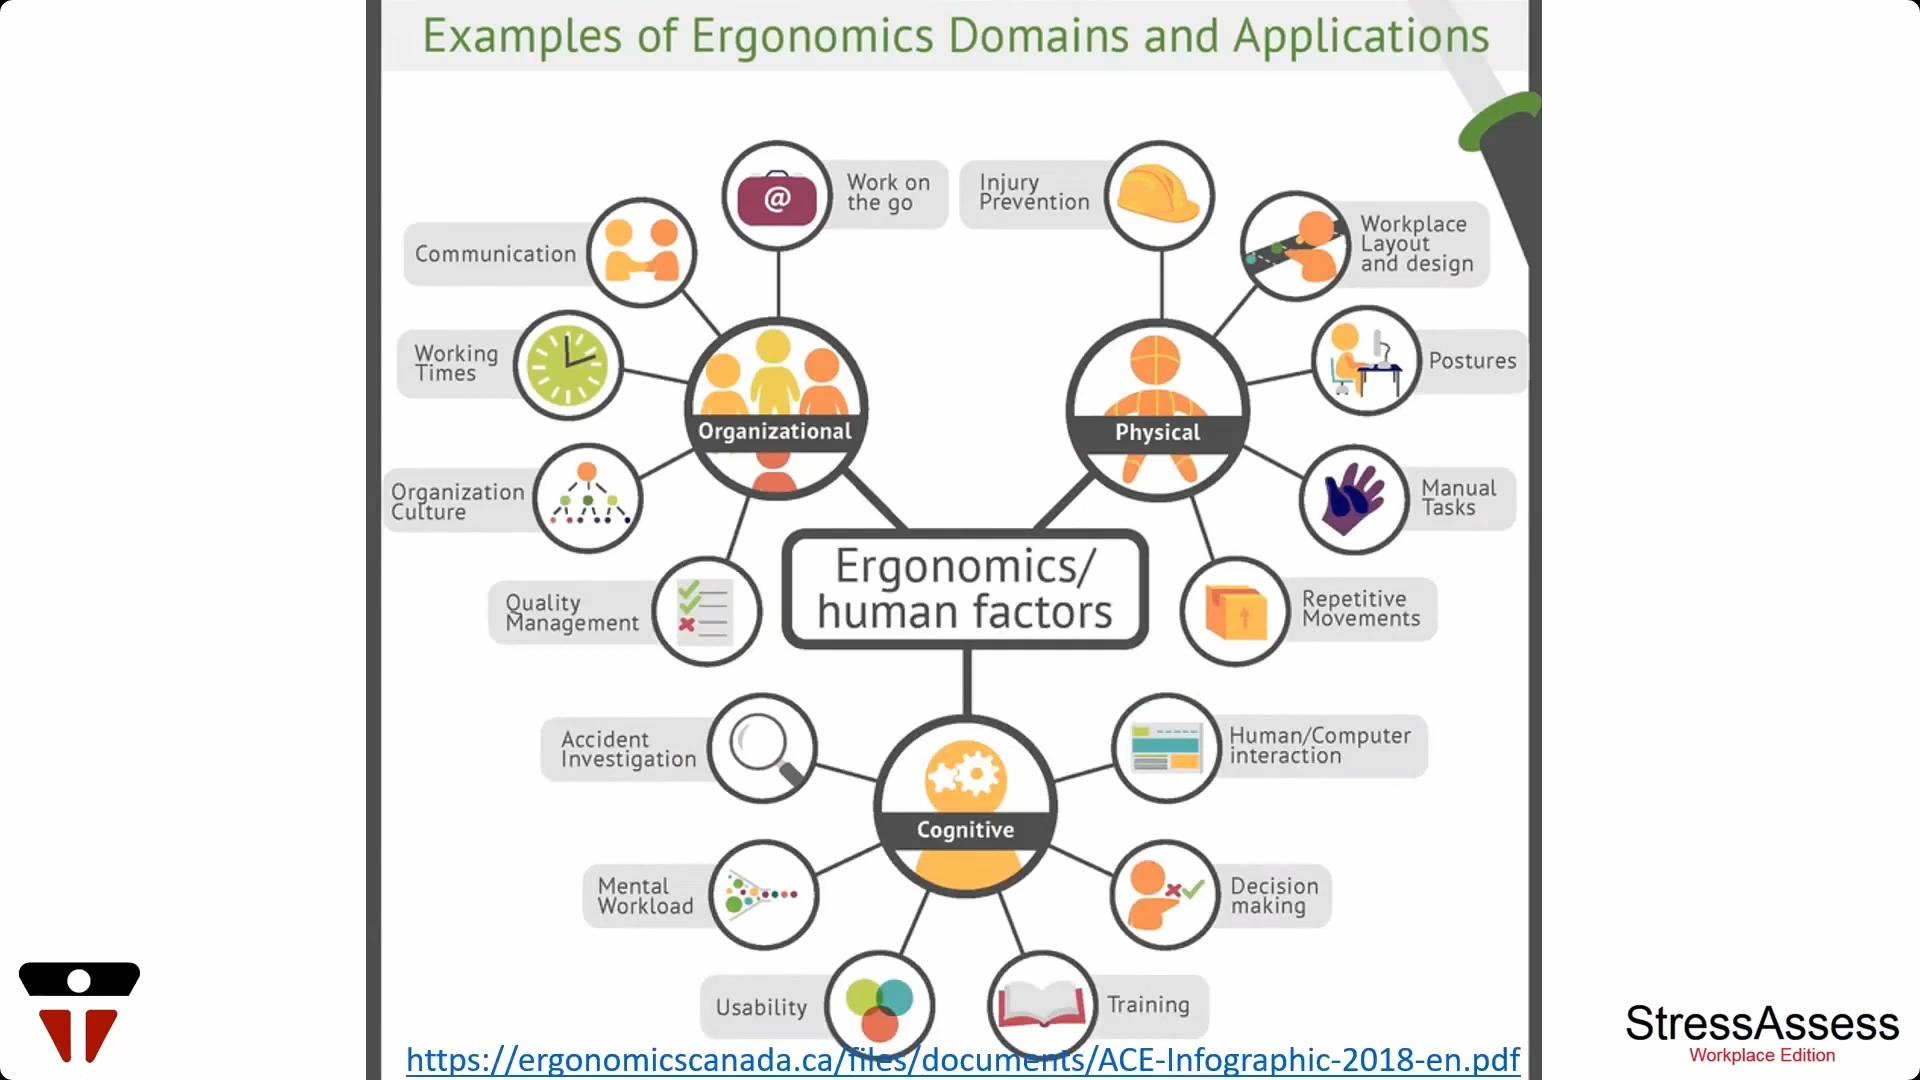 Examples of Ergonomics Domains and Applications
Work on
the go
Communication
Working
Times
Organization
Culture
Quality
Management
Organizational
@
Injury
Prevention
Workplace
Layout
and design
Postures
Manual
Tasks
Repetitive
Movements
Physical
Ergonomics/
human factors
Accident
Investigation
Mental
Workload
Usability
Training
Decision
making
Human/Computer
interaction
Cognitive
https://ergonomicscanada.ca/files/documents/ACE-Infographic-2018-en.pdf
StressAssess
Workplace Edition